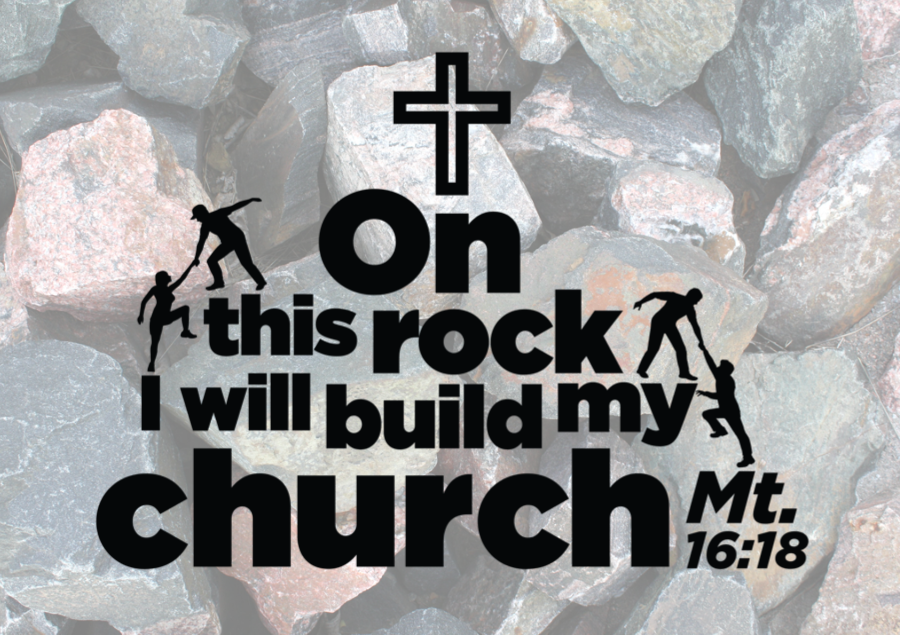 On
this rock
I will build my
church Mt.
16:18